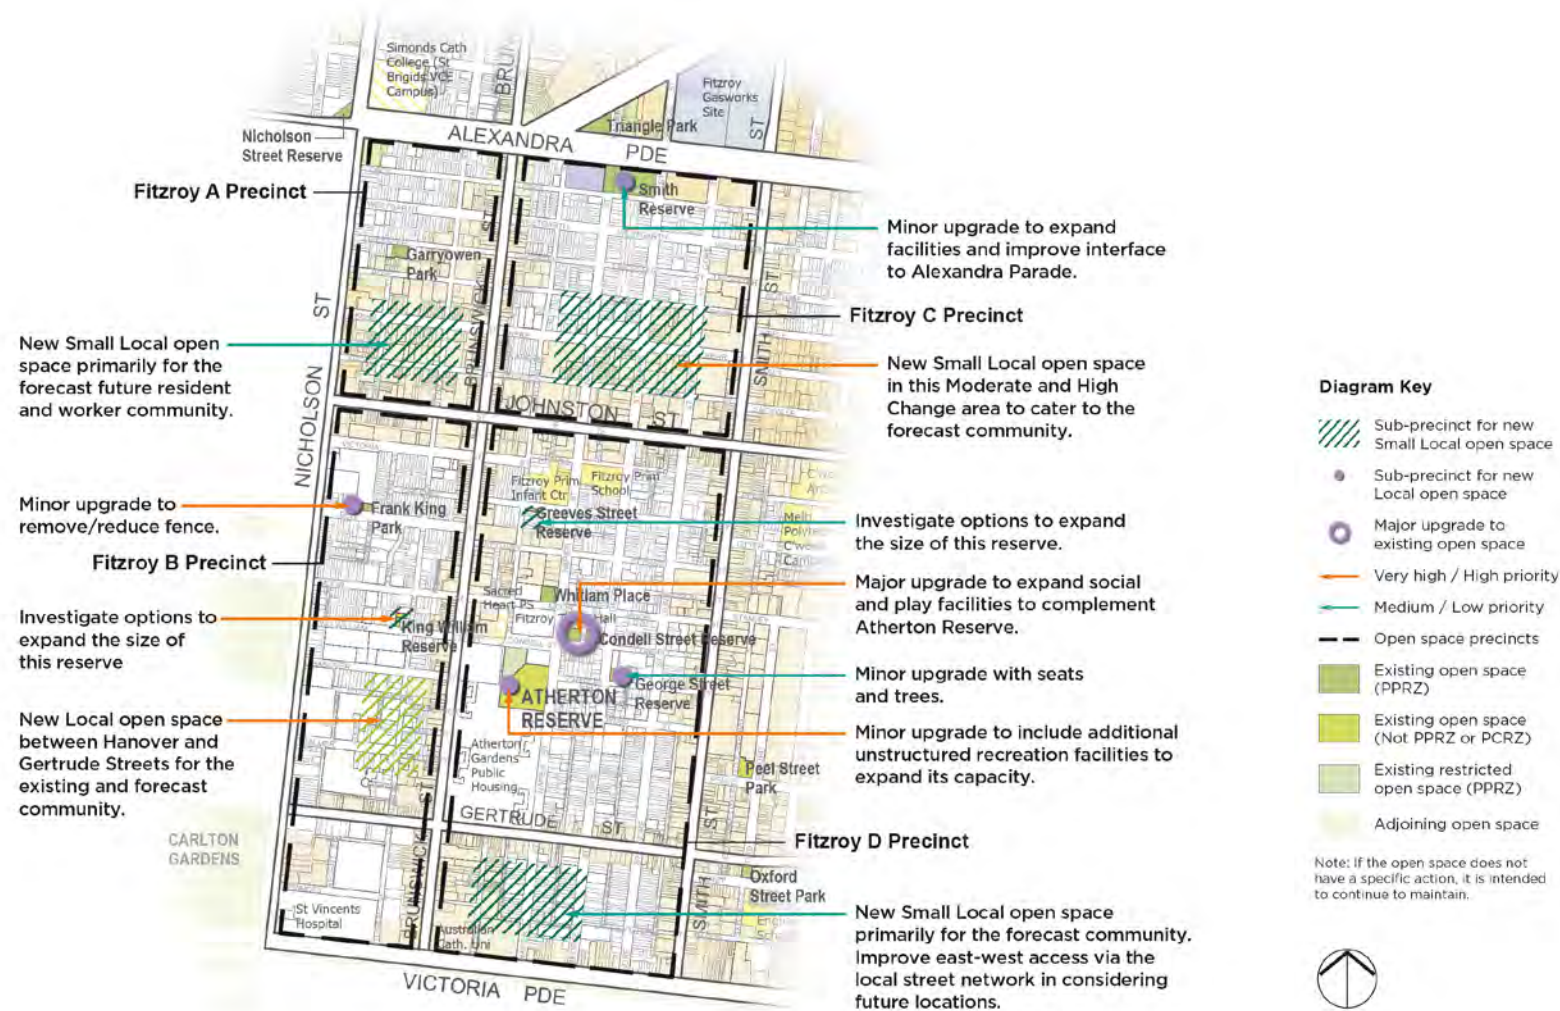 Simonds Cath
College (St
Brigids VCE
Campus)
BRUN
Fitzroy
Gasworks
Site
ST
Triangle Park
Nicholson
Street Reserve
ALEXANDRA
PDE
Fitzroy A Precinct
Smith
Reserve
Minor upgrade to expand
facilities and improve interface
to Alexandra Parade.
ST
Garryowen
Park
ST
ST
BRUNSWICK
Fitzroy C Precinct
New Small Local open
space primarily for the
forecast future resident
and worker community.
SMITH
New Small Local open space
in this Moderate and High
Change area to cater to the
forecast community.
NICHOLSON
JOHNSTON
ST
Fitzroy Prim
Infant Ctr
Fitzroy Prim
School
Minor upgrade to
remove/reduce fence.
Frank King
Park
Greeves Street
Reserve
Investigate options to expand
the size of this reserve.
Fitzroy B Precinct
Major upgrade to expand social
and play facilities to complement
Atherton Reserve.
Sacred
Heart PS
Whitlam Place
Fitzroy
Hall
Investigate options to
expand the size of
this reserve
King William
Reserve
Condell Street Reserve
Minor upgrade with seats
and trees.
George Street
Reserve
ATHERTON
RESERVE
New Local open space
between Hanover and
Gertrude Streets for the
existing and forecast
community.
Minor upgrade to include additional
unstructured recreation facilities to
expand its capacity.
Atherton
Gardens
Public
Housing
Peel Street
Park
ST
GERTRUDE
ST
ST
CARLTON
GARDENS
Fitzroy D Precinct
BRUNSWICK
SMITH
Oxford
Street Park
St Vincents
Hospital
Australian
Cath. Uni
New Small Local open space
primarily for the forecast community.
Improve east-west access via the
local street network in considering
future locations.
VICTORIA
PDE
Diagram Key
Sub-precinct for new
Small Local open space
Sub-precinct for new
Local open space
Major upgrade to
existing open space
Very high / High priority
Medium / Low priority
Open space precincts
Existing open space
(PPRZ)
Existing open space
(Not PPRZ or PCRZ)
Existing restricted
open space (PPRZ)
Adjoining open space
Note: If the open space does not
have a specific action, it is intended
to continue to maintain.